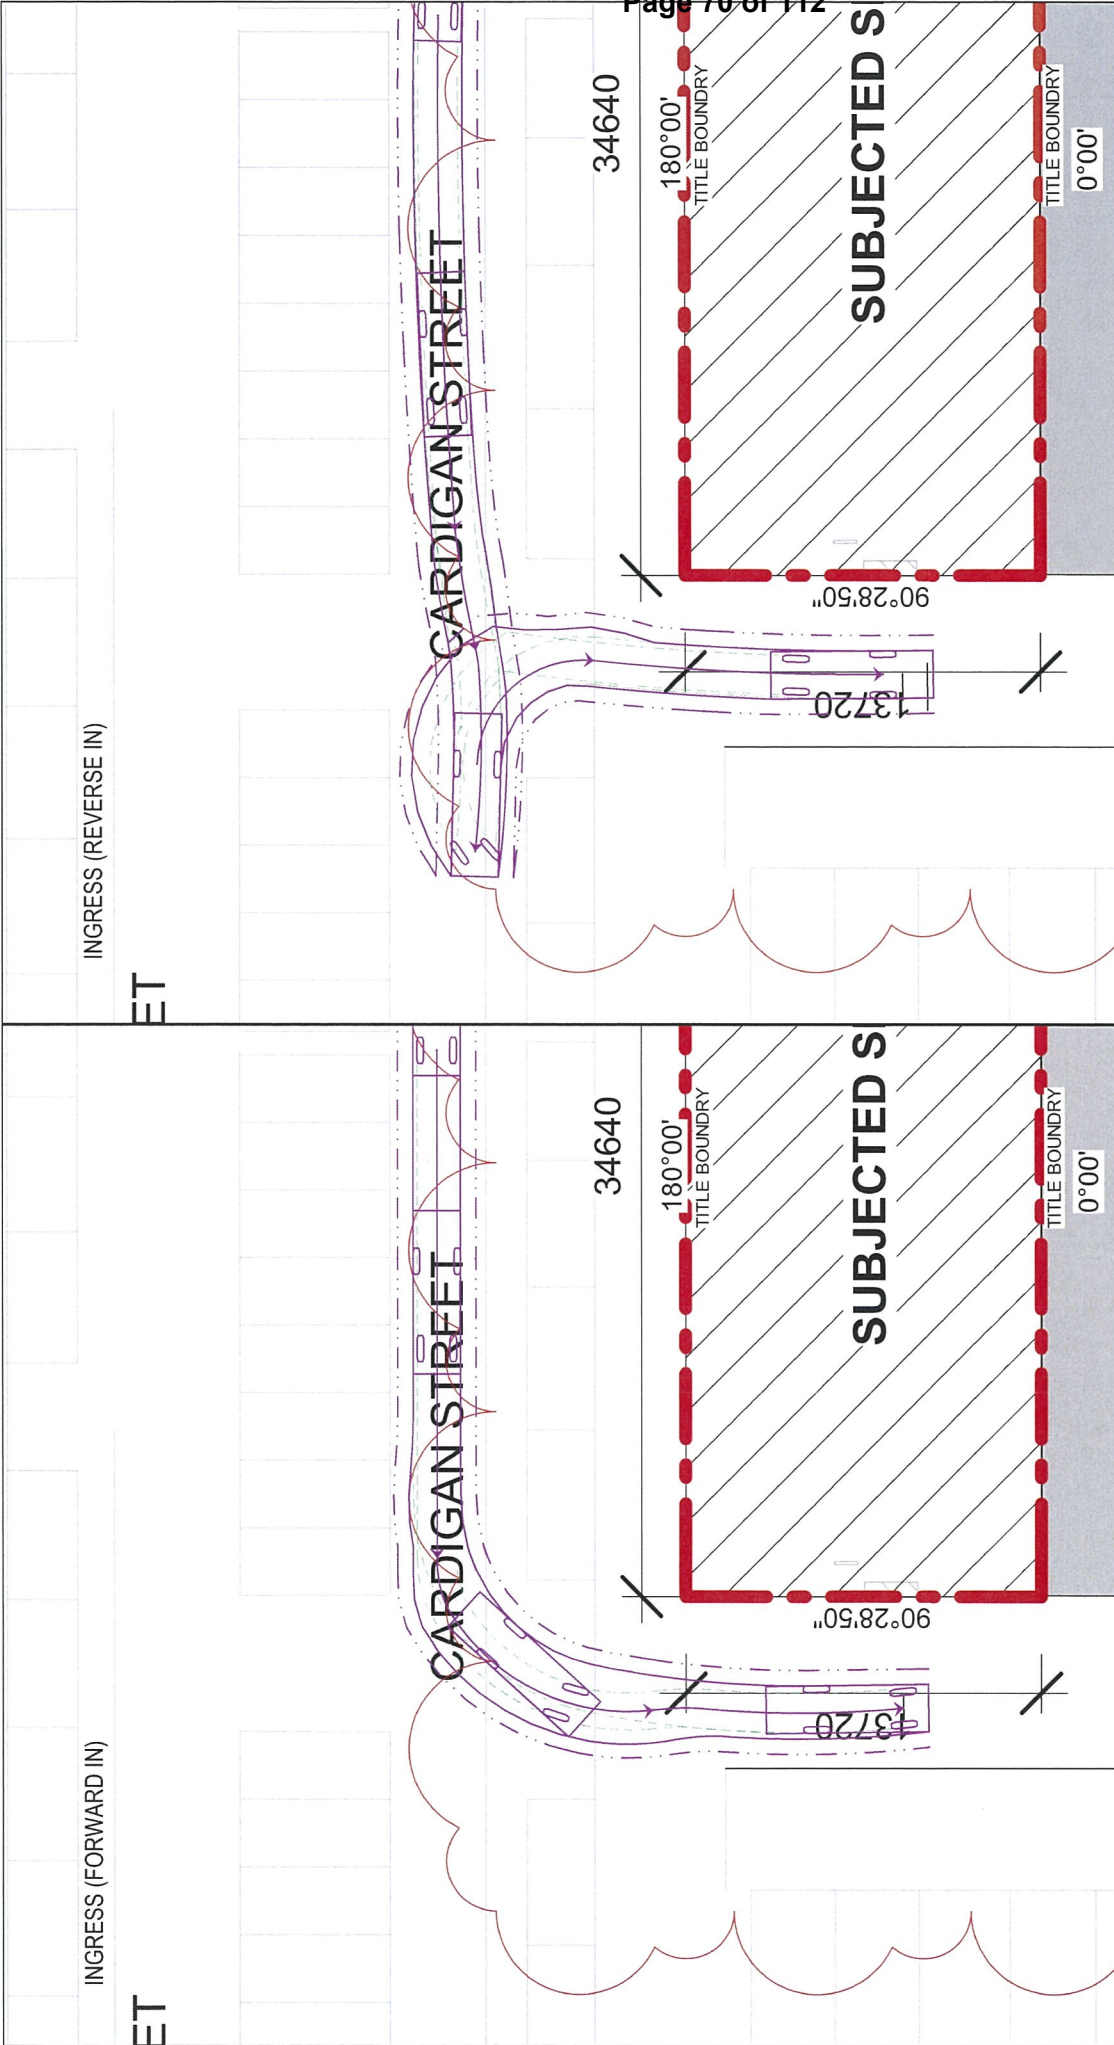 Page 70 of 112
INGRESS (REVERSE IN)
ET
CARDIGAN STREET
34640
180°00'
TITLE BOUNDRY
SUBJECTED S
TITLE BOUNDRY
0°00'
90°28'50"
13720
INGRESS (FORWARD IN)
ET
CARDIGAN STREET
34640
180°00'
TITLE BOUNDRY
SUBJECTED S
TITLE BOUNDRY
0°00'
90°28'50"
13720